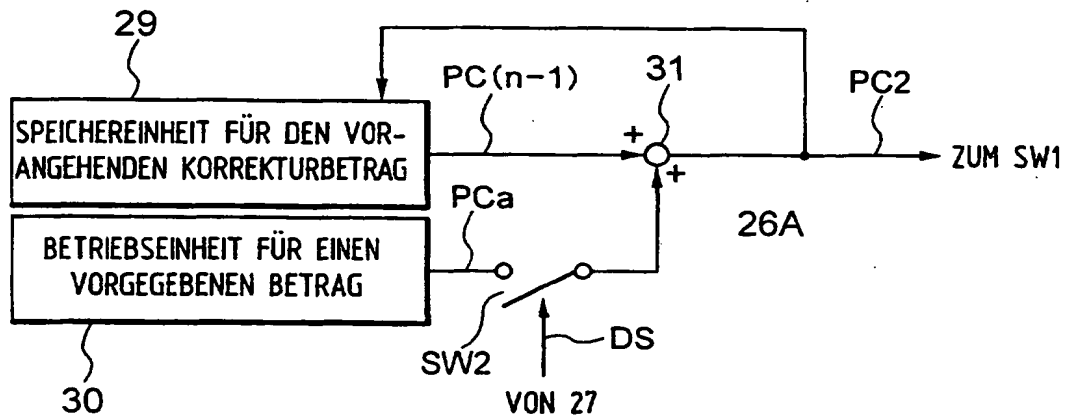 29
31
PC(n-1)
PC2
SPEICHEREINHEIT FÜR DEN VOR-
ANGEHENDEN KORREKTURBETRAG
+
+
ZUM SW1
PCa
26A
BETRIEBSEINHEIT FÜR EINEN
VORGEGEBENEN BETRAG
SW2
DS
30
VON 27